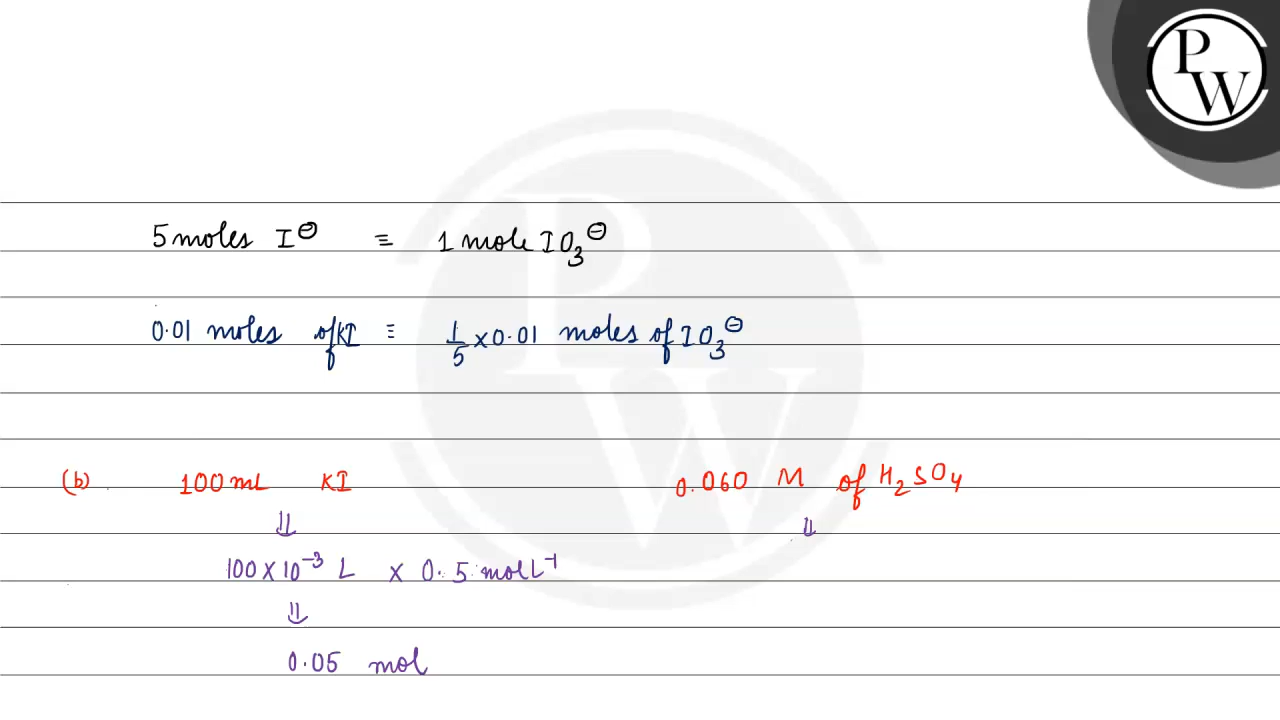 PW
5 moles I⊖ ≡ 1 mole IO3⊖
0.01 moles of KI ≡ 1/5 × 0.01 moles of IO3⊖
(b) 100 mL KI 0.060 M of H2SO4
⇓ ⇓
100 × 10⁻³ L × 0.5 mol L⁻¹
⇓
0.05 mol